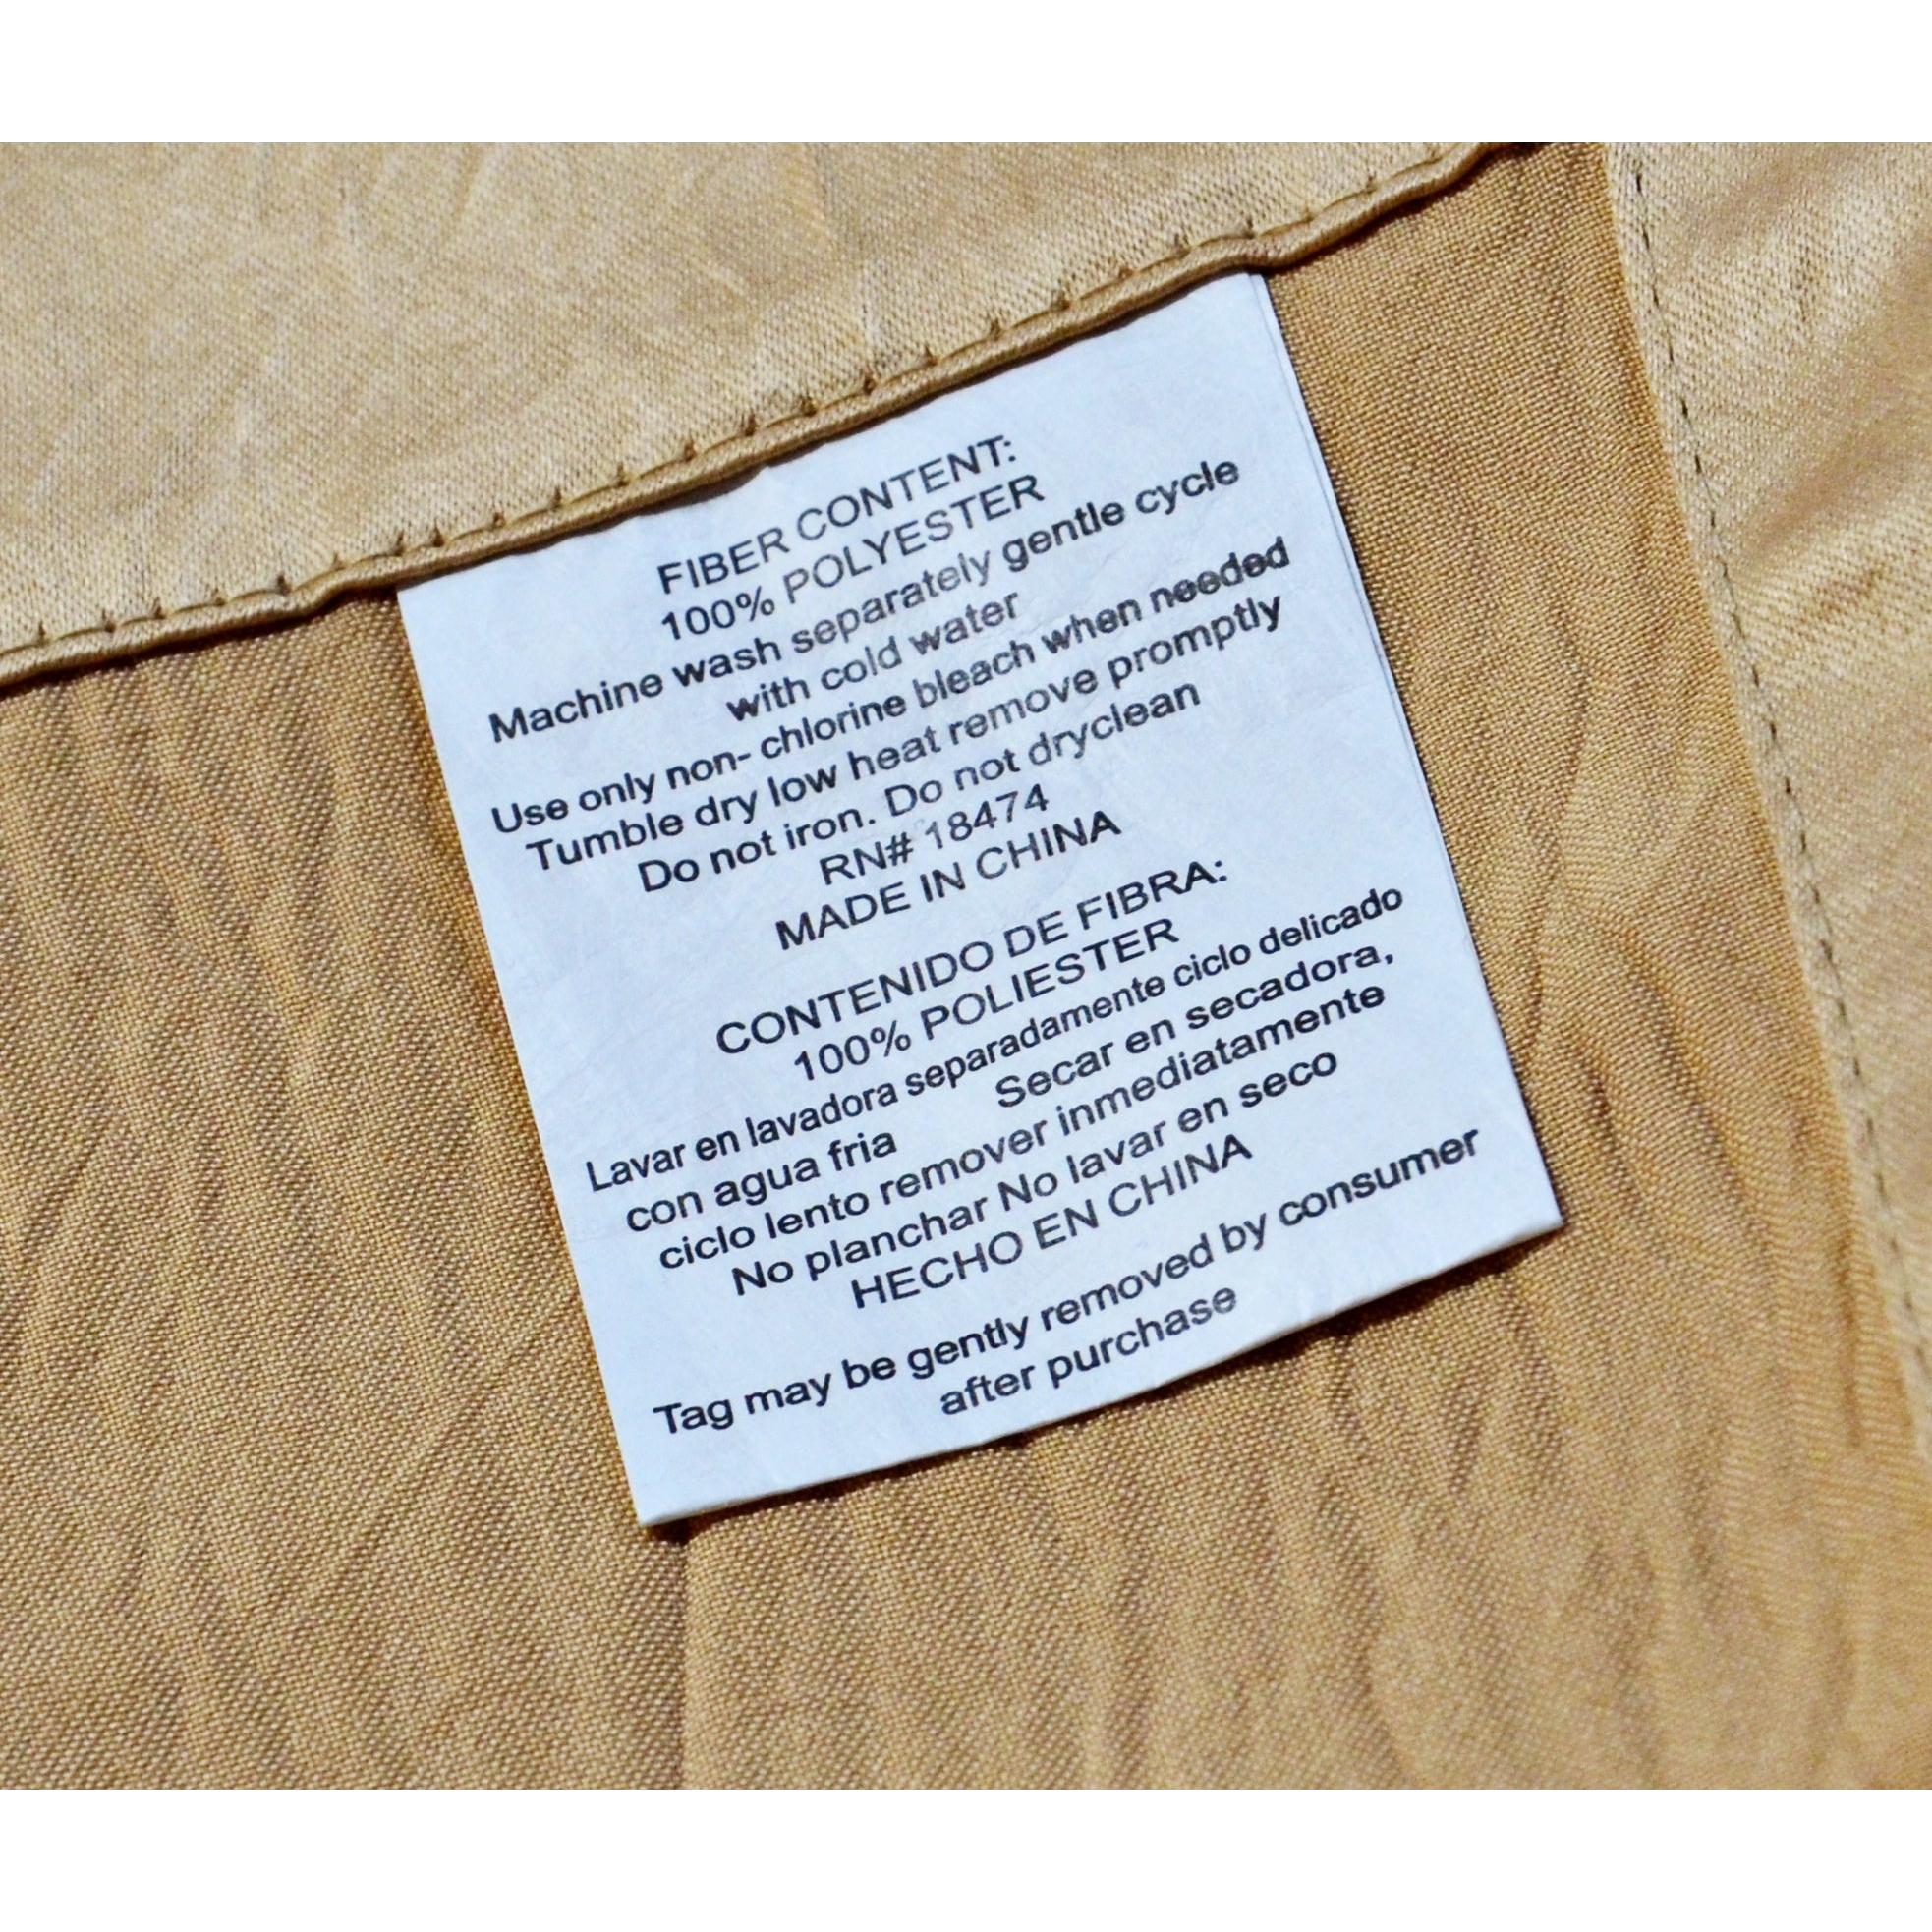 FIBER CONTENT:
100% POLYESTER
Machine wash separately gentle cycle
with cold water
Use only non- chlorine bleach when needed
Tumble dry low heat remove promptly
Do not iron. Do not dryclean
RN# 18474
MADE IN CHINA
CONTENIDO DE FIBRA:
100% POLIESTER
Lavar en lavadora separadamente ciclo delicado
con agua fria Secar en secadora,
ciclo lento remover inmediatamente
No planchar No lavar en seco
HECHO EN CHINA
Tag may be gently removed by consumer
after purchase